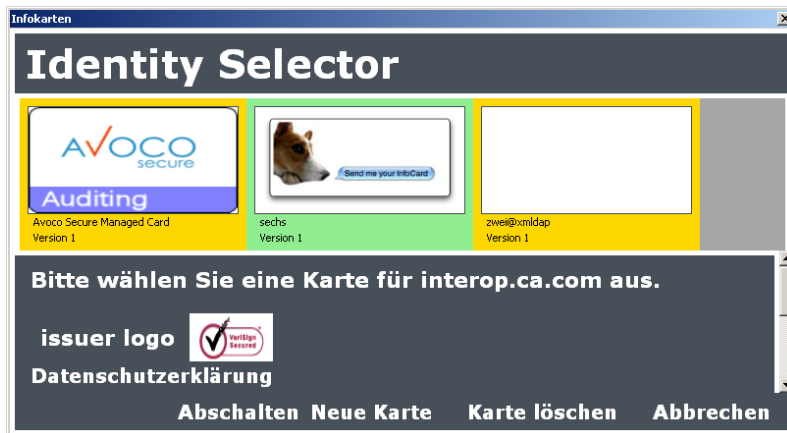 Infokarten
Identity Selector
AVOCO
secure
Auditing
Avoco Secure Managed Card
Version 1
Send me your InfoCard
sechs
Version 1
zwei@xmldap
Version 1
Bitte wählen Sie eine Karte für interop.ca.com aus.
issuer logo
VeriSign
Secured
Datenschutzerklärung
Abschalten Neue Karte Karte löschen Abbrechen